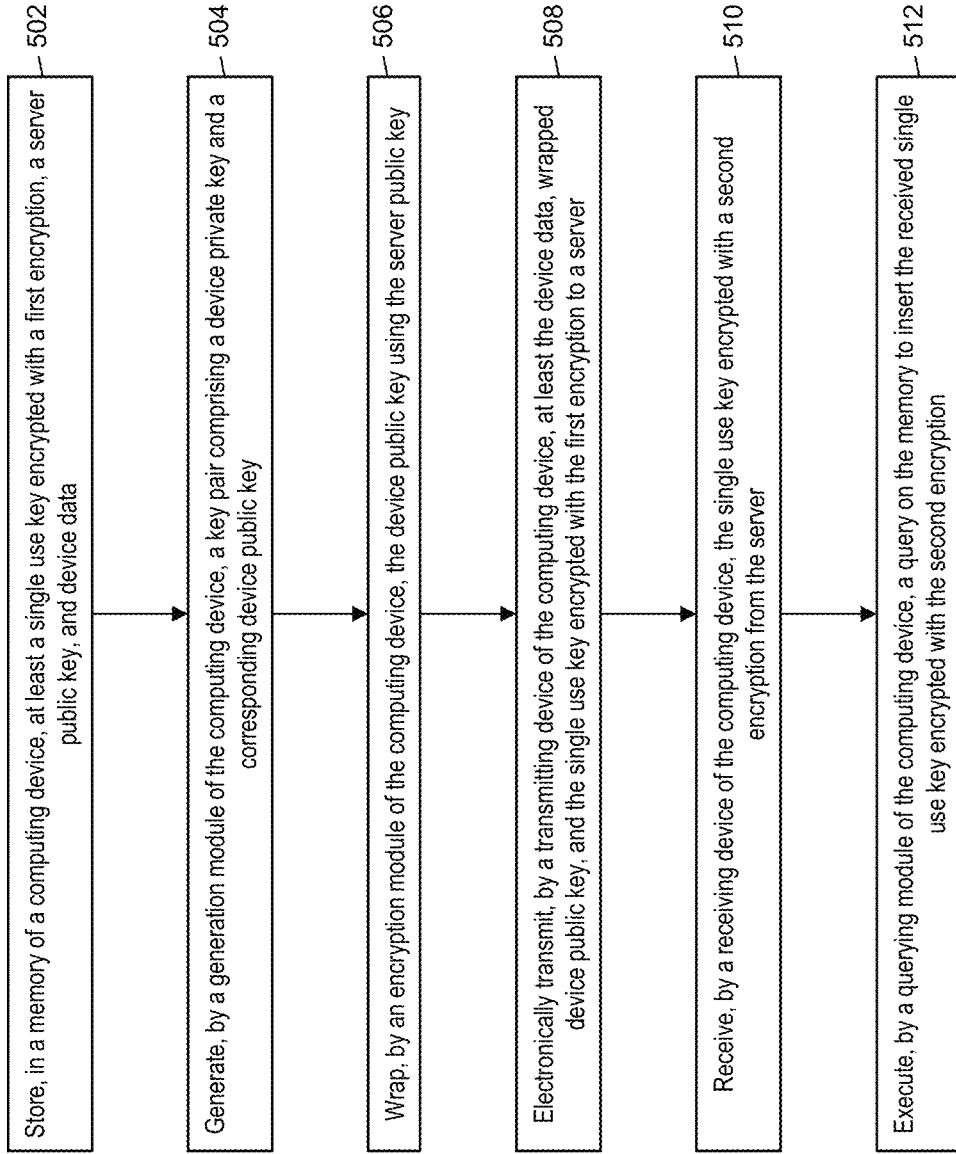 Store, in a memory of a computing device, at least a single use key encrypted with a first encryption, a server
public key, and device data
502
Generate, by a generation module of the computing device, a key pair comprising a device private key and a
corresponding device public key
504
Wrap, by an encryption module of the computing device, the device public key using the server public key
506
Electronically transmit, by a transmitting device of the computing device, at least the device data, wrapped
device public key, and the single use key encrypted with the first encryption to a server
508
Receive, by a receiving device of the computing device, the single use key encrypted with a second
encryption from the server
510
Execute, by a querying module of the computing device, a query on the memory to insert the received single
use key encrypted with the second encryption
512